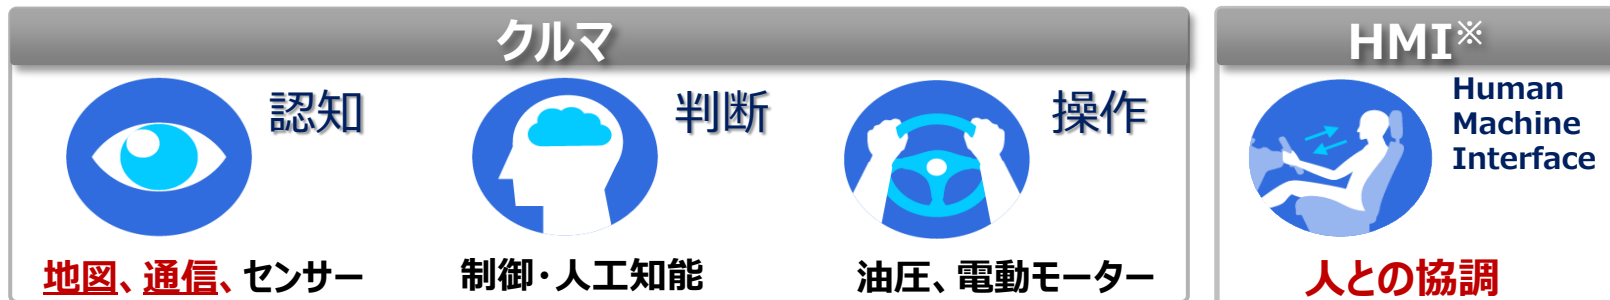 クルマ
認知
地図、通信、センサー
判断
制御・人工知能
操作
油圧、電動モーター
HMI※
Human
Machine
Interface
人との協調